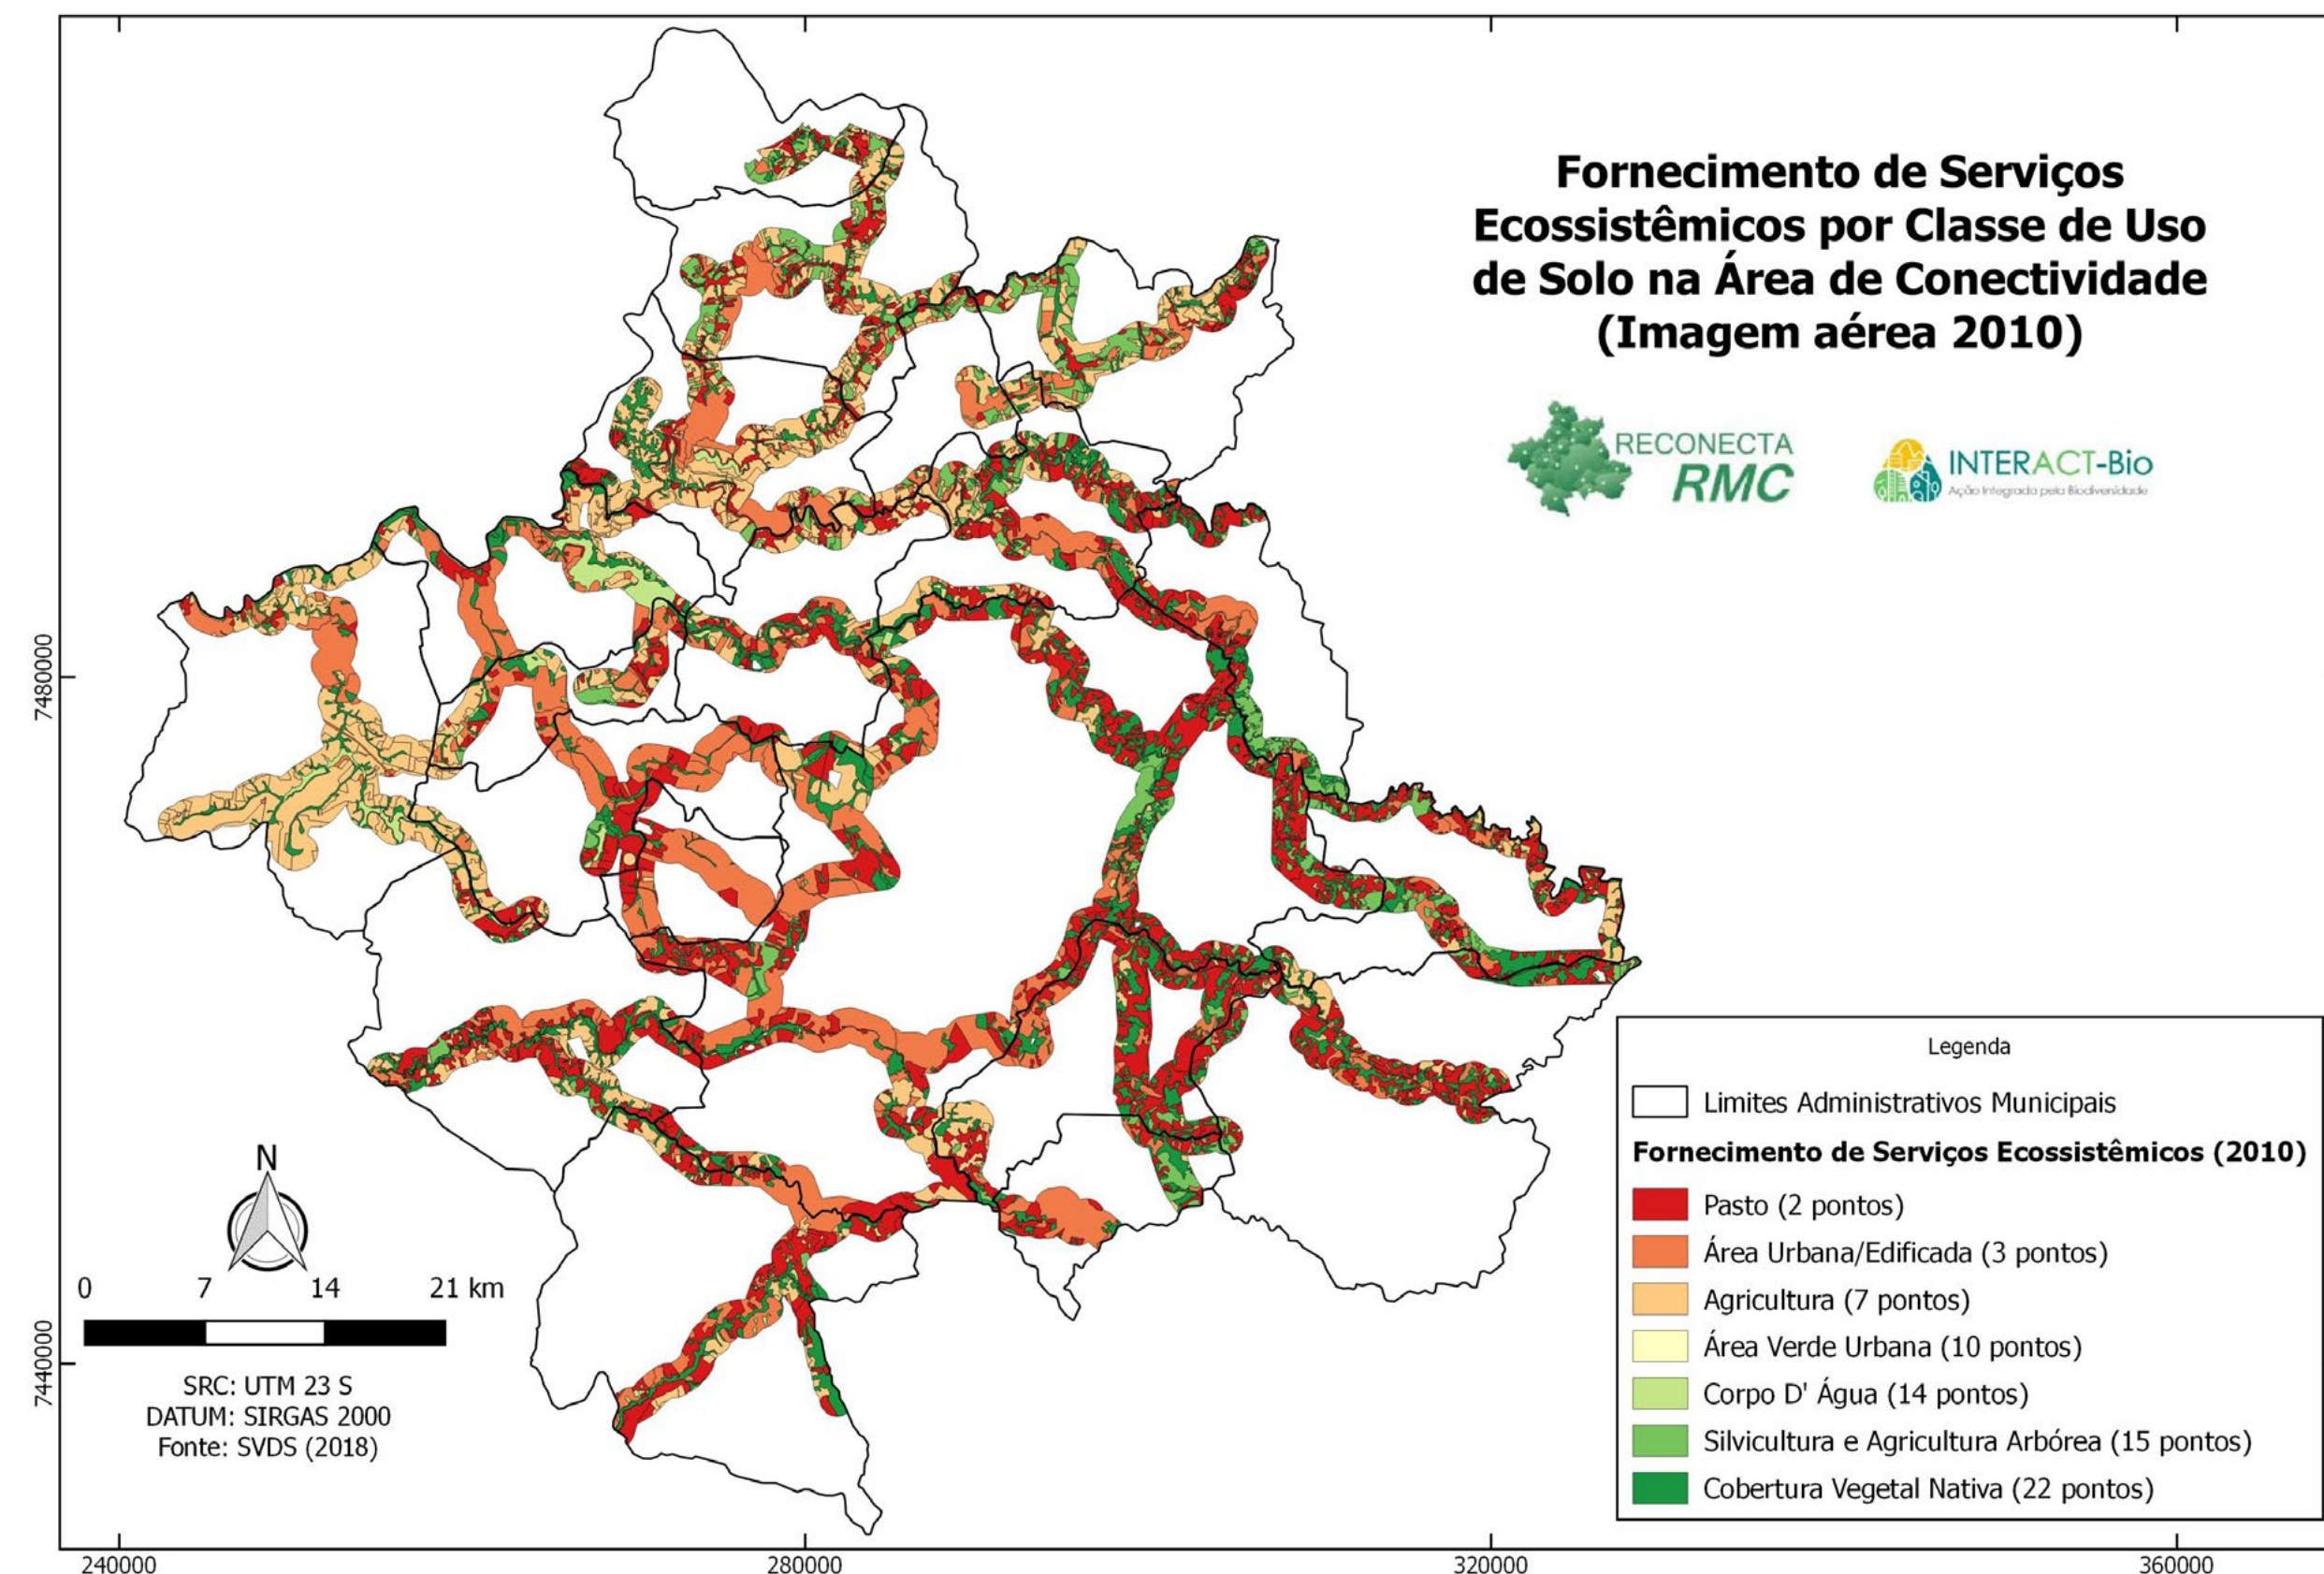 Fornecimento de Serviços
Ecossistêmicos por Classe de Uso
de Solo na Área de Conectividade
(Imagem aérea 2010)
RECONECTA
RMC
INTERACT-Bio
Ação Integrada pela Biodiversidade
7480000
7440000
N
0 7 14 21 km
SRC: UTM 23 S
DATUM: SIRGAS 2000
Fonte: SVDS (2018)
Legenda
Limites Administrativos Municipais
Fornecimento de Serviços Ecossistêmicos (2010)
Pasto (2 pontos)
Área Urbana/Edificada (3 pontos)
Agricultura (7 pontos)
Área Verde Urbana (10 pontos)
Corpo D' Água (14 pontos)
Silvicultura e Agricultura Arbórea (15 pontos)
Cobertura Vegetal Nativa (22 pontos)
240000 280000 320000 360000